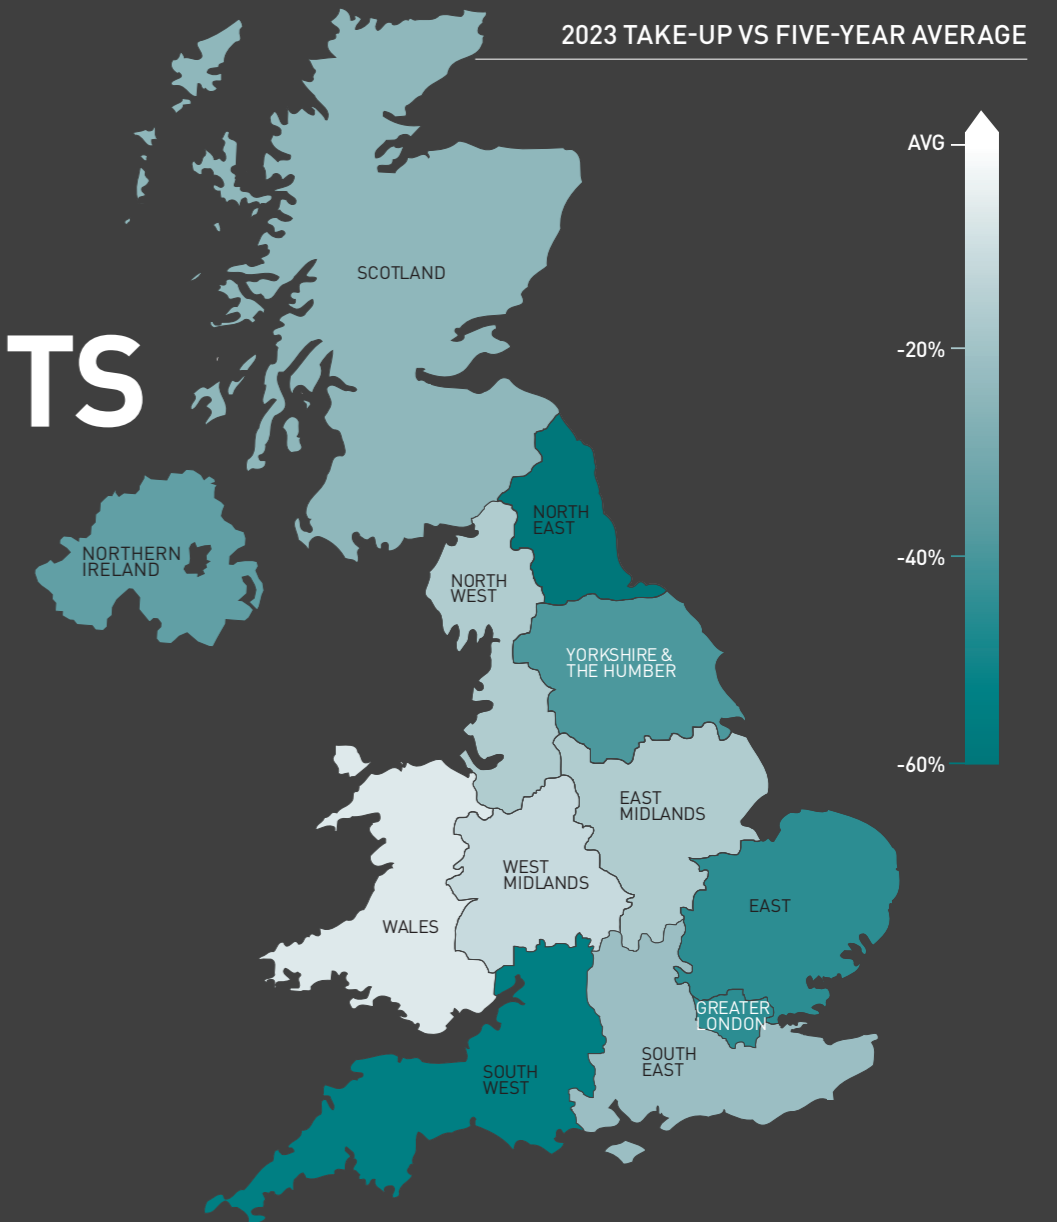 2023 TAKE-UP VS FIVE-YEAR AVERAGE
AVG
SCOTLAND
-20%
TS
NORTH
EAST
NORTHERN
IRELAND
-40%
NORTH
WEST
YORKSHIRE &
THE HUMBER
-60%
EAST
MIDLANDS
WEST
MIDLANDS
EAST
WALES
GREATER
LONDON
SOUTH
EAST
SOUTH
WEST